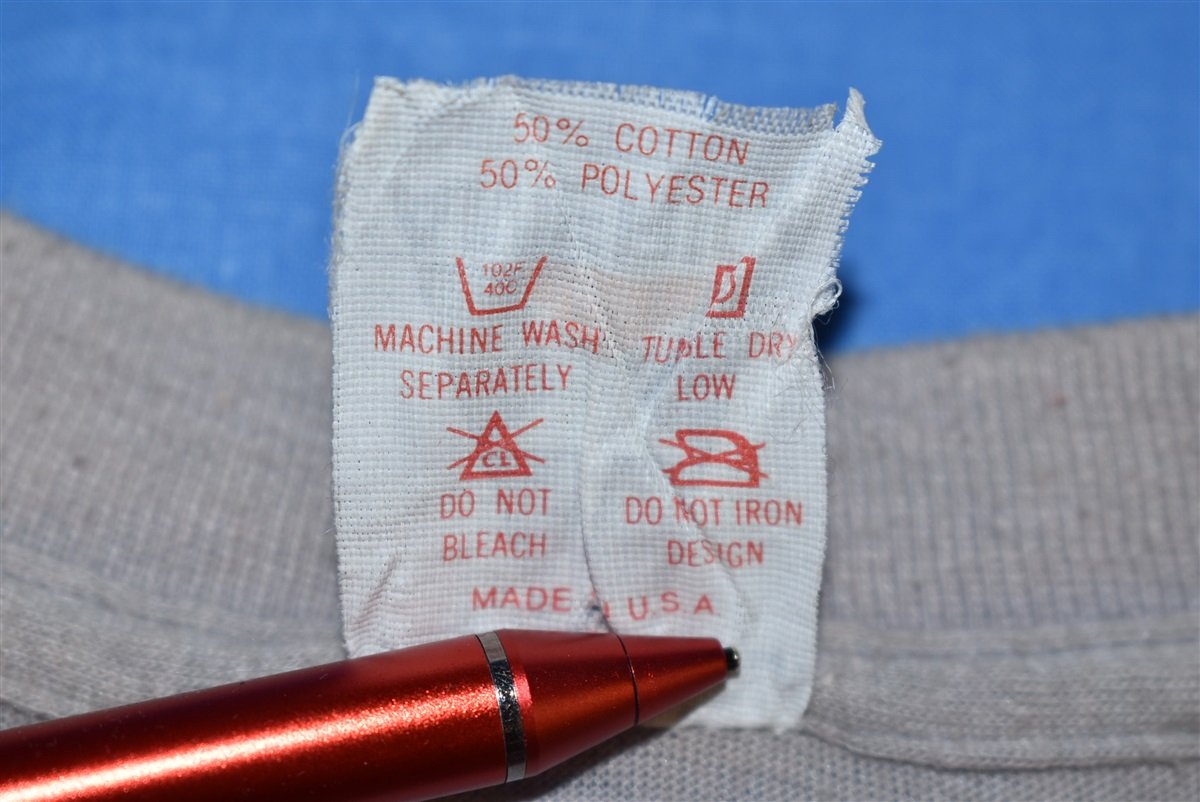 50% COTTON
50% POLYESTER
102F
40C
MACHINE WASH
SEPARATELY
TUMBLE DRY
LOW
CL
DO NOT
BLEACH
DO NOT IRON
DESIGN
MADE U.S.A